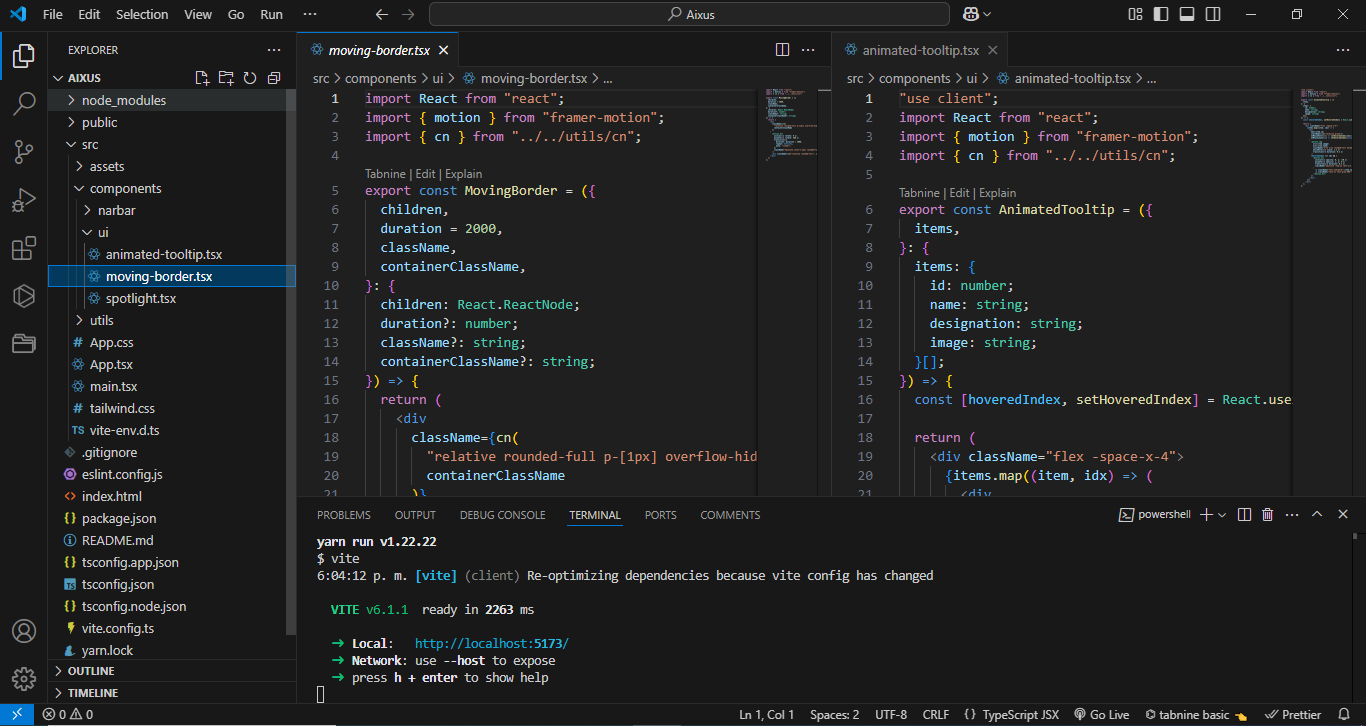 File Edit Selection View Go Run ··· Aixus
EXPLORER
AIXUS
node_modules
public
src
assets
components
narbar
ui
animated-tooltip.tsx
moving-border.tsx
spotlight.tsx
utils
# App.css
App.tsx
main.tsx
# tailwind.css
TS vite-env.d.ts
.gitignore
eslint.config.js
<> index.html
{} package.json
README.md
{} tsconfig.app.json
TS tsconfig.json
{} tsconfig.node.json
vite.config.ts
yarn.lock
OUTLINE
TIMELINE
moving-border.tsx
src > components > ui > moving-border.tsx > ...
1 import React from "react";
2 import { motion } from "framer-motion";
3 import { cn } from "../../utils/cn";
4
Tabnine | Edit | Explain
5 export const MovingBorder = ({
6 children,
7 duration = 2000,
8 className,
9 containerClassName,
10 }: {
11 children: React.ReactNode;
12 duration?: number;
13 className?: string;
14 containerClassName?: string;
15 }) => {
16 return (
17 <div
18 className={cn(
19 "relative rounded-full p-[1px] overflow-hid
20 containerClassName
21 )}
animated-tooltip.tsx
src > components > ui > animated-tooltip.tsx > ...
1 "use client";
2 import React from "react";
3 import { motion } from "framer-motion";
4 import { cn } from "../../utils/cn";
5
Tabnine | Edit | Explain
6 export const AnimatedTooltip = ({
7 items,
8 }: {
9 items: {
10 id: number;
11 name: string;
12 designation: string;
13 image: string;
14 }[];
15 }) => {
16 const [hoveredIndex, setHoveredIndex] = React.use
17
18 return (
19 <div className="flex -space-x-4">
20 {items.map((item, idx) => (
21 <div
PROBLEMS OUTPUT DEBUG CONSOLE TERMINAL PORTS COMMENTS powershell
yarn run v1.22.22
$ vite
6:04:12 p. m. [vite] (client) Re-optimizing dependencies because vite config has changed
VITE v6.1.1 ready in 2263 ms
➜ Local: http://localhost:5173/
➜ Network: use --host to expose
➜ press h + enter to show help
0 0 Ln 1, Col 1 Spaces: 2 UTF-8 CRLF {} TypeScript JSX Go Live tabnine basic Prettier